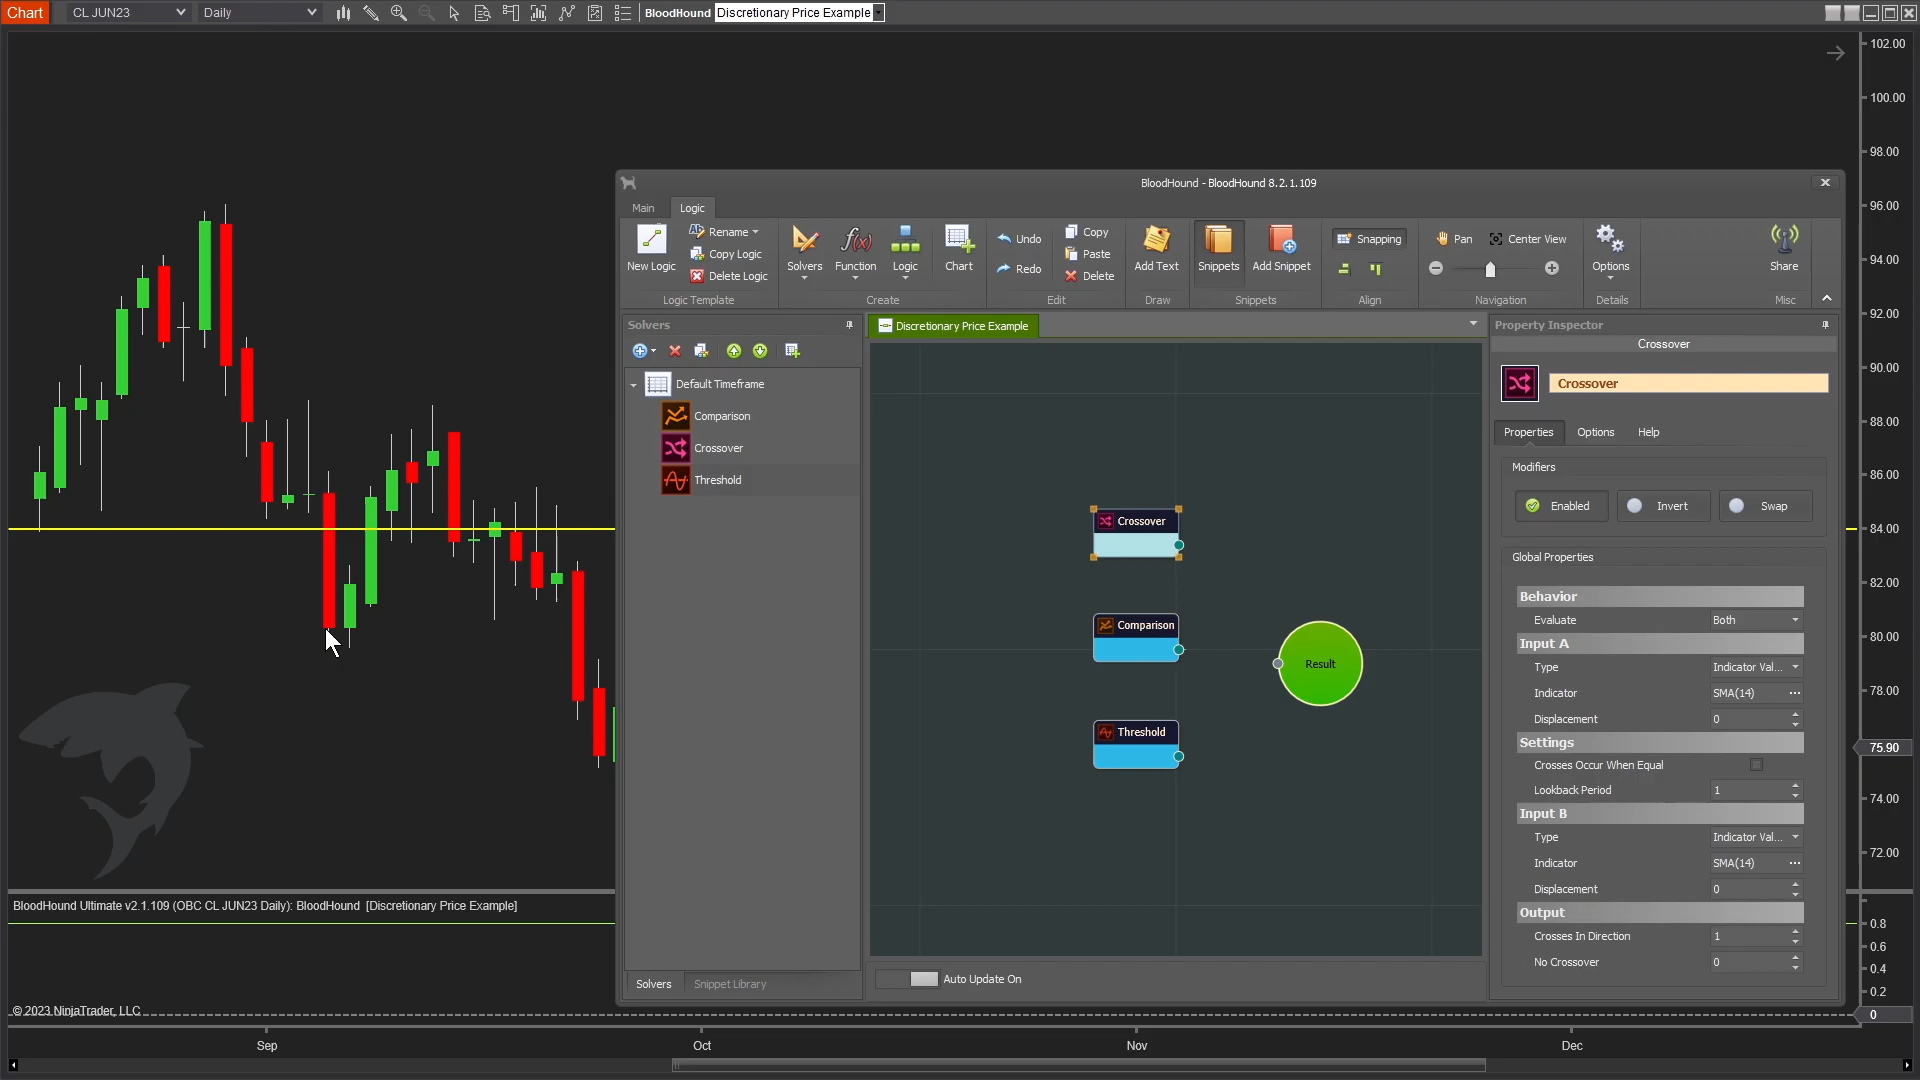 Chart
CL JUN23
Daily
BloodHound
Discretionary Price Example
BloodHound - BloodHound 8.2.1.109
Main
Logic
New Logic
Rename
Copy Logic
Delete Logic
Logic Template
Solvers
Function
Logic
Chart
Create
Undo
Redo
Copy
Paste
Delete
Edit
Add Text
Draw
Snippets
Add Snippet
Snippets
Snapping
Align
Pan
Center View
Navigation
Options
Details
Share
Misc
Solvers
Default Timeframe
Comparison
Crossover
Threshold
Solvers
Snippet Library
Discretionary Price Example
Crossover
Comparison
Threshold
Result
Auto Update On
Property Inspector
Crossover
Crossover
Properties
Options
Help
Modifiers
Enabled
Invert
Swap
Global Properties
Behavior
Evaluate Both
Input A
Type Indicator Val...
Indicator SMA(14) ...
Displacement 0
Settings
Crosses Occur When Equal
Lookback Period 1
Input B
Type Indicator Val...
Indicator SMA(14) ...
Displacement 0
Output
Crosses In Direction 1
No Crossover 0
102.00
100.00
98.00
96.00
94.00
92.00
90.00
88.00
86.00
84.00
82.00
80.00
78.00
75.90
74.00
72.00
BloodHound Ultimate v2.1.109 (OBC CL JUN23 Daily): BloodHound [Discretionary Price Example]
0.8
0.6
0.4
0.2
0
© 2023 NinjaTrader, LLC
Sep
Oct
Nov
Dec